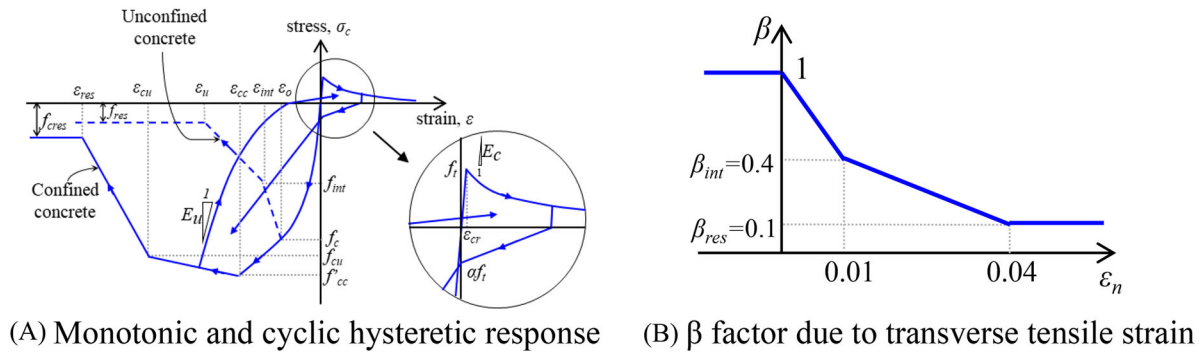 Unconfined
concrete
stress, σc
εres
εcu
εu
εcc
εint
εo
fcres
fres
strain, ε
Confined
concrete
1
Eu
fint
fc
fcu
f'cc
Ec
1
ft
εcr
αft
(A) Monotonic and cyclic hysteretic response
β
1
βint=0.4
βres=0.1
0.01
0.04
εn
(B) β factor due to transverse tensile strain